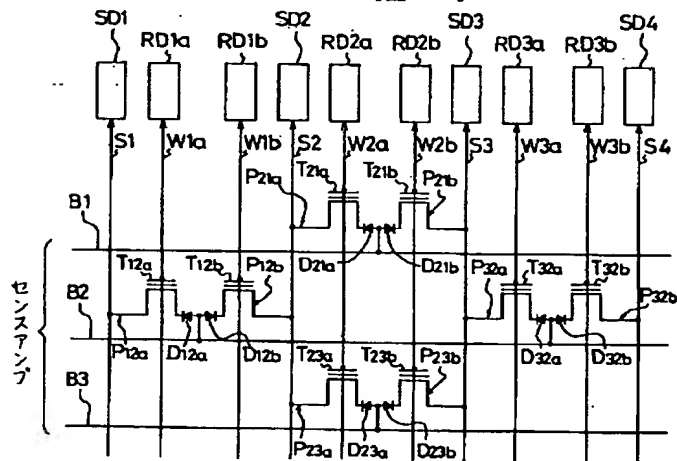 SD1 RD1a RD1b SD2 RD2a RD2b SD3 RD3a RD3b SD4
S1 W1a W1b S2 W2a W2b S3 W3a W3b S4
P21a T21a T21b P21b
B1
D21a D21b
T12a T12b P12b P32a T32a T32b P32b
B2
P12a D12a D12b D32a D32b
T23a T23b P23b
B3
P23a D23a D23b
センスアンプ